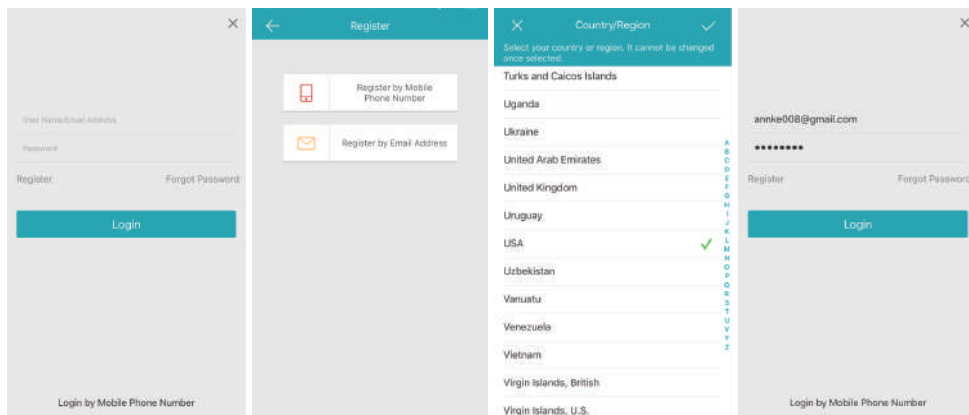 User Name/Email Address
Password
Register
Forgot Password
Login
Login by Mobile Phone Number
Register
Register by Mobile
Phone Number
Register by Email Address
Country/Region
Select your country or region. It cannot be changed
once selected.
Turks and Caicos Islands
Uganda
Ukraine
United Arab Emirates
United Kingdom
Uruguay
USA
Uzbekistan
Vanuatu
Venezuela
Vietnam
Virgin Islands, British
Virgin Islands, U.S.
A
B
C
D
E
F
G
H
I
J
K
L
M
N
O
P
Q
R
S
T
U
V
Y
Z
annke008@gmail.com
Register
Forgot Password
Login
Login by Mobile Phone Number